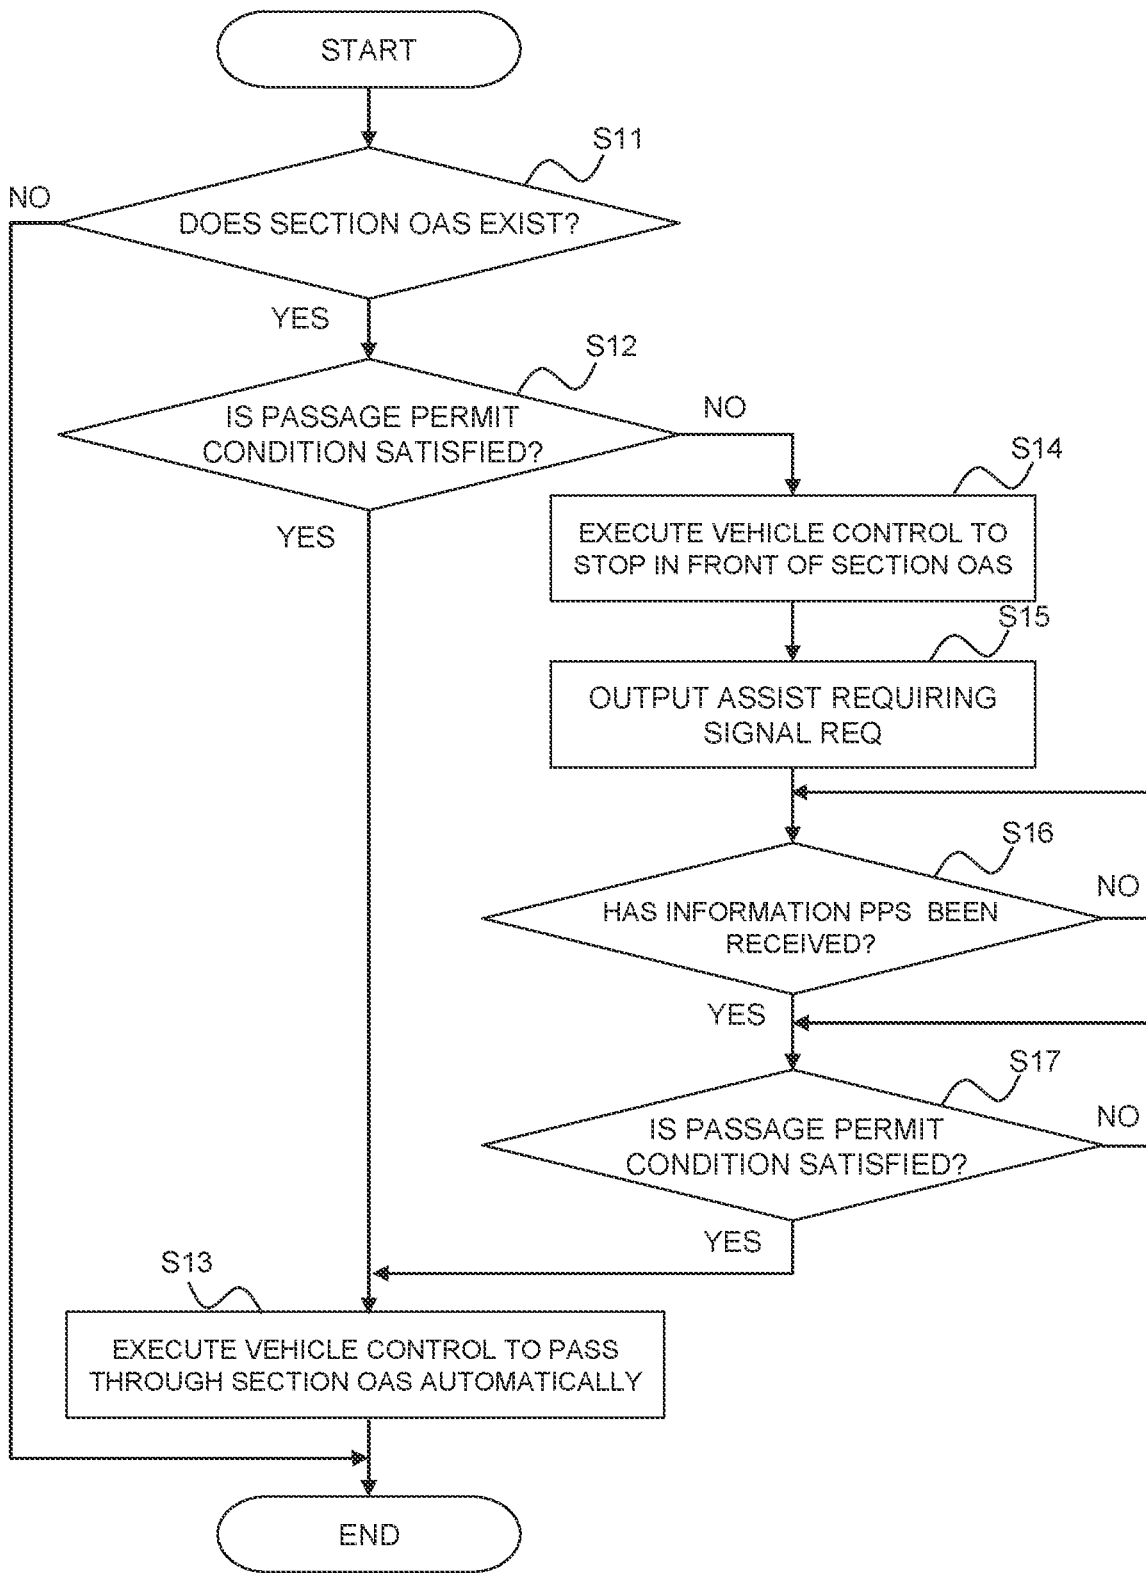 START
S11
NO
DOES SECTION OAS EXIST?
YES
S12
IS PASSAGE PERMIT
CONDITION SATISFIED?
NO
YES
S14
EXECUTE VEHICLE CONTROL TO
STOP IN FRONT OF SECTION OAS
S15
OUTPUT ASSIST REQUIRING
SIGNAL REQ
S16
NO
HAS INFORMATION PPS BEEN
RECEIVED?
YES
S17
NO
IS PASSAGE PERMIT
CONDITION SATISFIED?
YES
S13
EXECUTE VEHICLE CONTROL TO PASS
THROUGH SECTION OAS AUTOMATICALLY
END